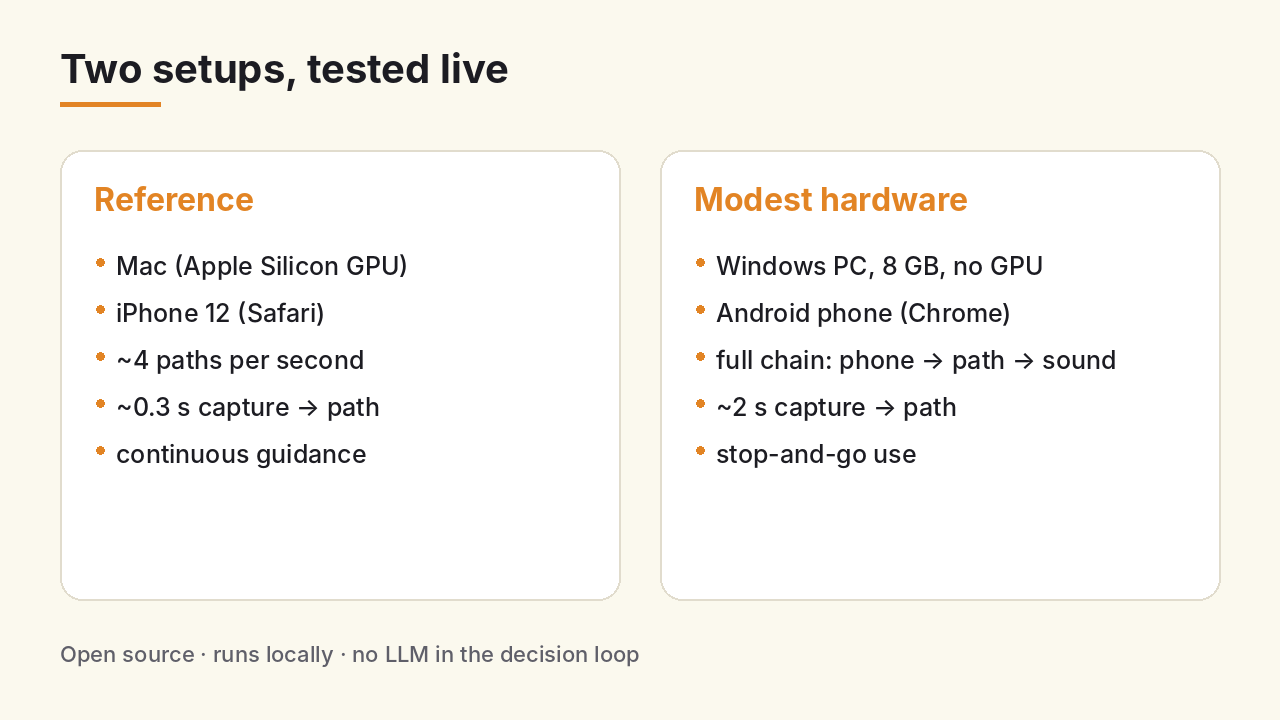 Two setups, tested live
Reference
• Mac (Apple Silicon GPU)
• iPhone 12 (Safari)
• ~4 paths per second
• ~0.3 s capture → path
• continuous guidance
Modest hardware
• Windows PC, 8 GB, no GPU
• Android phone (Chrome)
• full chain: phone → path → sound
• ~2 s capture → path
• stop-and-go use
Open source · runs locally · no LLM in the decision loop